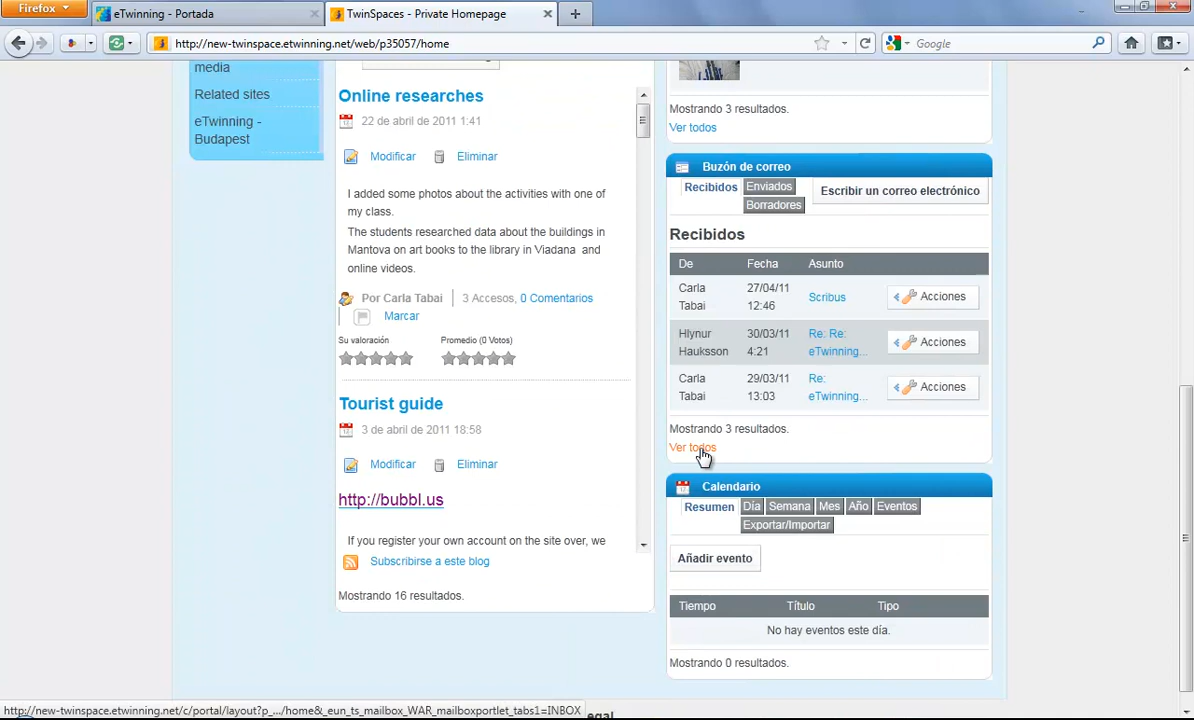 Firefox
eTwinning - Portada
TwinSpaces - Private Homepage
http://new-twinspace.etwinning.net/web/p35057/home
Google
media
Related sites
eTwinning -
Budapest
Online researches
22 de abril de 2011 1:41
Modificar
Eliminar
I added some photos about the activities with one of
my class.
The students researched data about the buildings in
Mantova on art books to the library in Viadana and
online videos.
Por Carla Tabai
3 Accesos, 0 Comentarios
Marcar
Su valoración
Promedio (0 Votos)
Tourist guide
3 de abril de 2011 18:58
Modificar
Eliminar
http://bubbl.us
If you register your own account on the site over, we
Subscribirse a este blog
Mostrando 16 resultados.
Mostrando 3 resultados.
Ver todos
Buzón de correo
Recibidos
Enviados
Borradores
Escribir un correo electrónico
Recibidos
De Fecha Asunto
Carla Tabai 27/04/11 12:46 Scribus Acciones
Hlynur Hauksson 30/03/11 4:21 Re: Re: eTwinning... Acciones
Carla Tabai 29/03/11 13:03 Re: eTwinning... Acciones
Mostrando 3 resultados.
Ver todos
Calendario
Resumen Día Semana Mes Año Eventos
Exportar/Importar
Añadir evento
Tiempo Título Tipo
No hay eventos este día.
Mostrando 0 resultados.
http://new-twinspace.etwinning.net/c/portal/layout?p_.../home&_eun_ts_mailbox_WAR_mailboxportlet_tabs1=INBOX